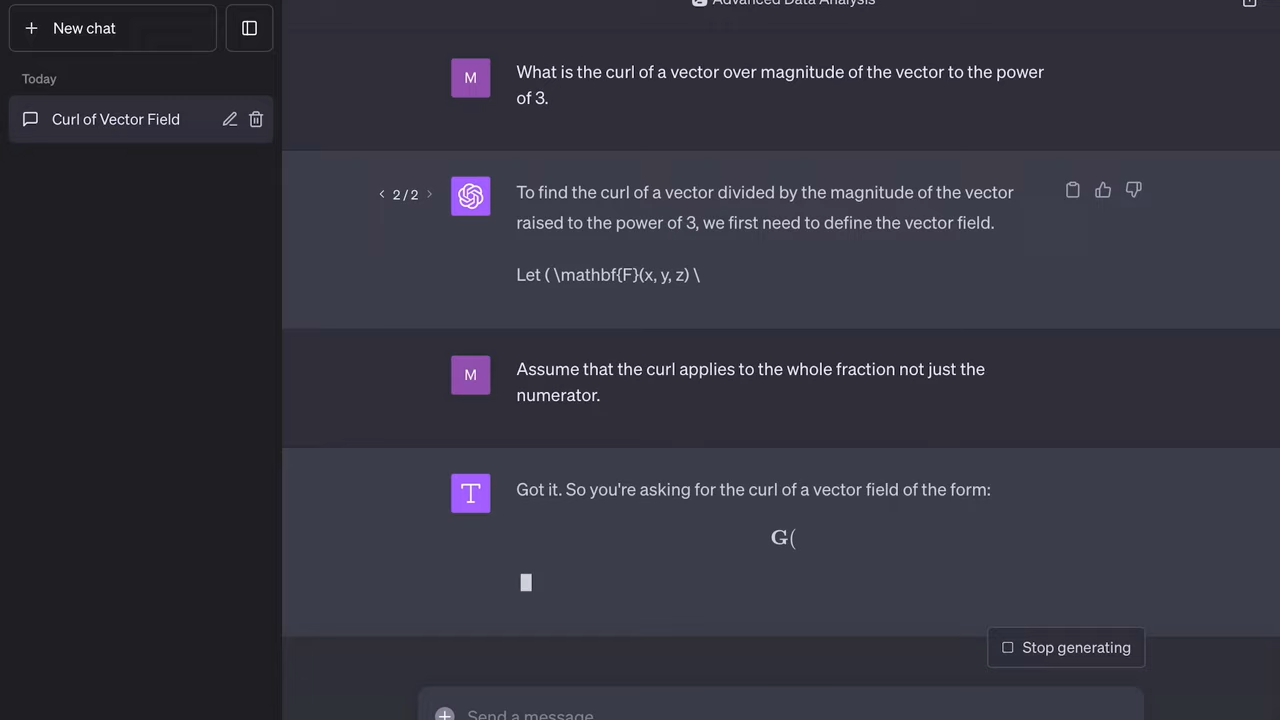 New chat
Advanced Data Analysis
Today
Curl of Vector Field
M
What is the curl of a vector over magnitude of the vector to the power
of 3.
2 / 2
To find the curl of a vector divided by the magnitude of the vector
raised to the power of 3, we first need to define the vector field.
Let ( \mathbf{F}(x, y, z) \
M
Assume that the curl applies to the whole fraction not just the
numerator.
T
Got it. So you're asking for the curl of a vector field of the form:
G(
Stop generating
Send a message